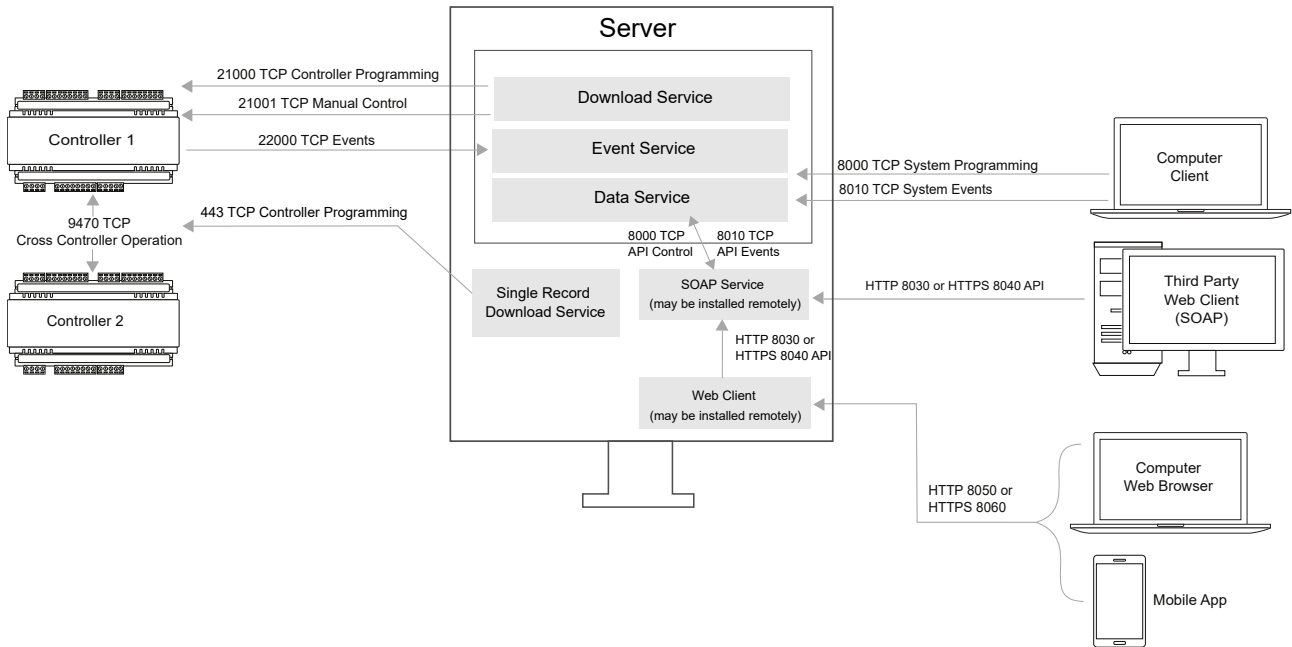 Server
21000 TCP Controller Programming
Download Service
21001 TCP Manual Control
Controller 1
22000 TCP Events
Event Service
8000 TCP System Programming
Computer
Client
Data Service
8010 TCP System Events
443 TCP Controller Programming
9470 TCP
Cross Controller Operation
8000 TCP
API Control
8010 TCP
API Events
Single Record
Download Service
SOAP Service
(may be installed remotely)
HTTP 8030 or HTTPS 8040 API
Third Party
Web Client
(SOAP)
Controller 2
HTTP 8030 or
HTTPS 8040 API
Web Client
(may be installed remotely)
HTTP 8050 or
HTTPS 8060
Computer
Web Browser
Mobile App